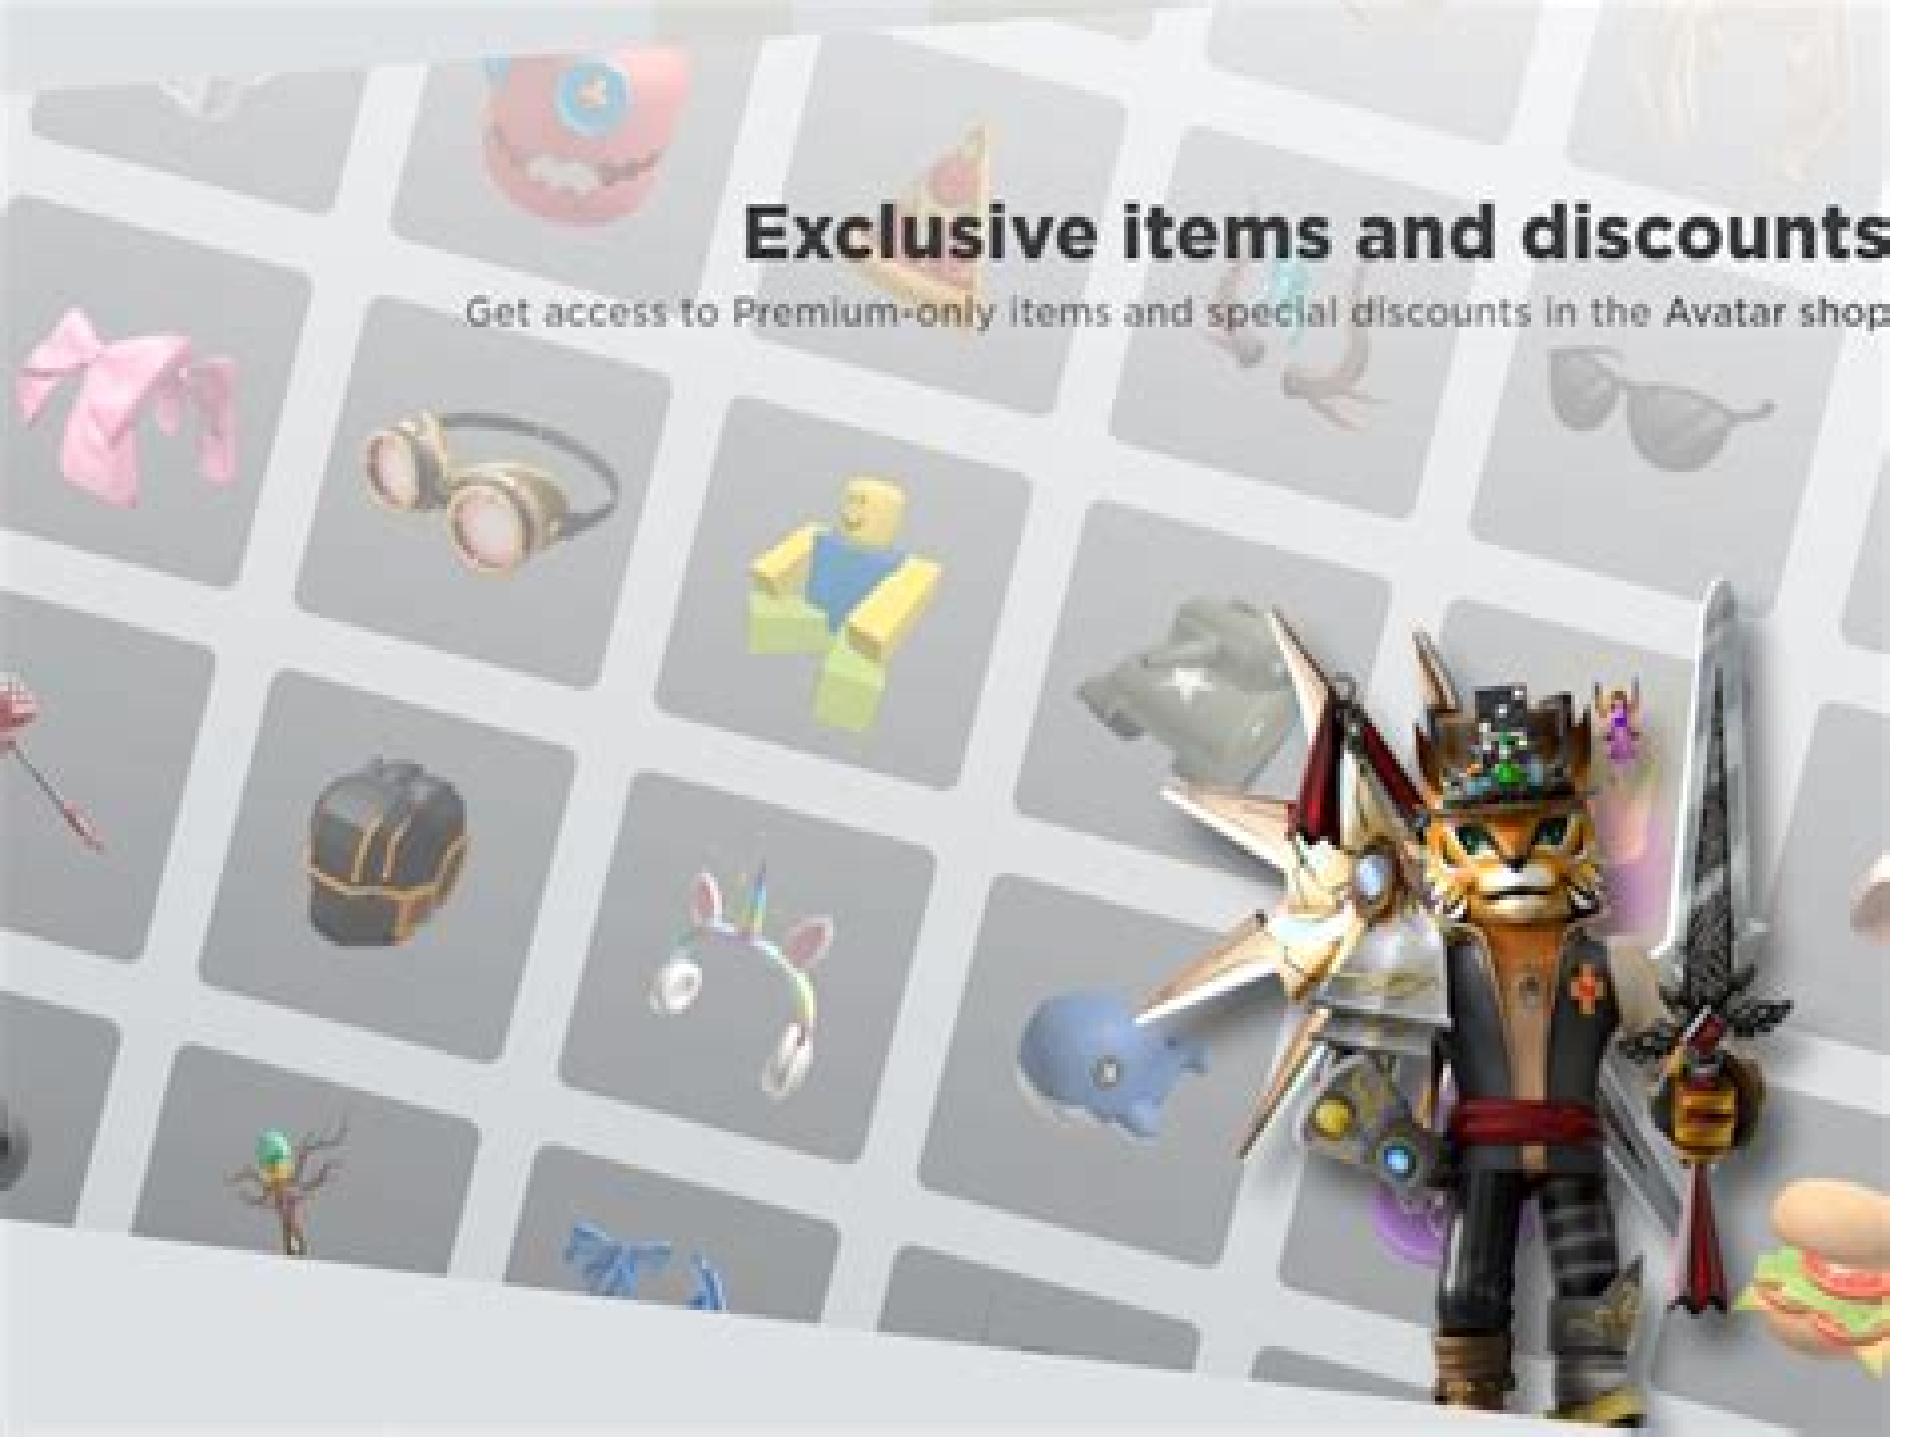 Exclusive items and discounts
Get access to Premium-only items and special discounts in the Avatar shop